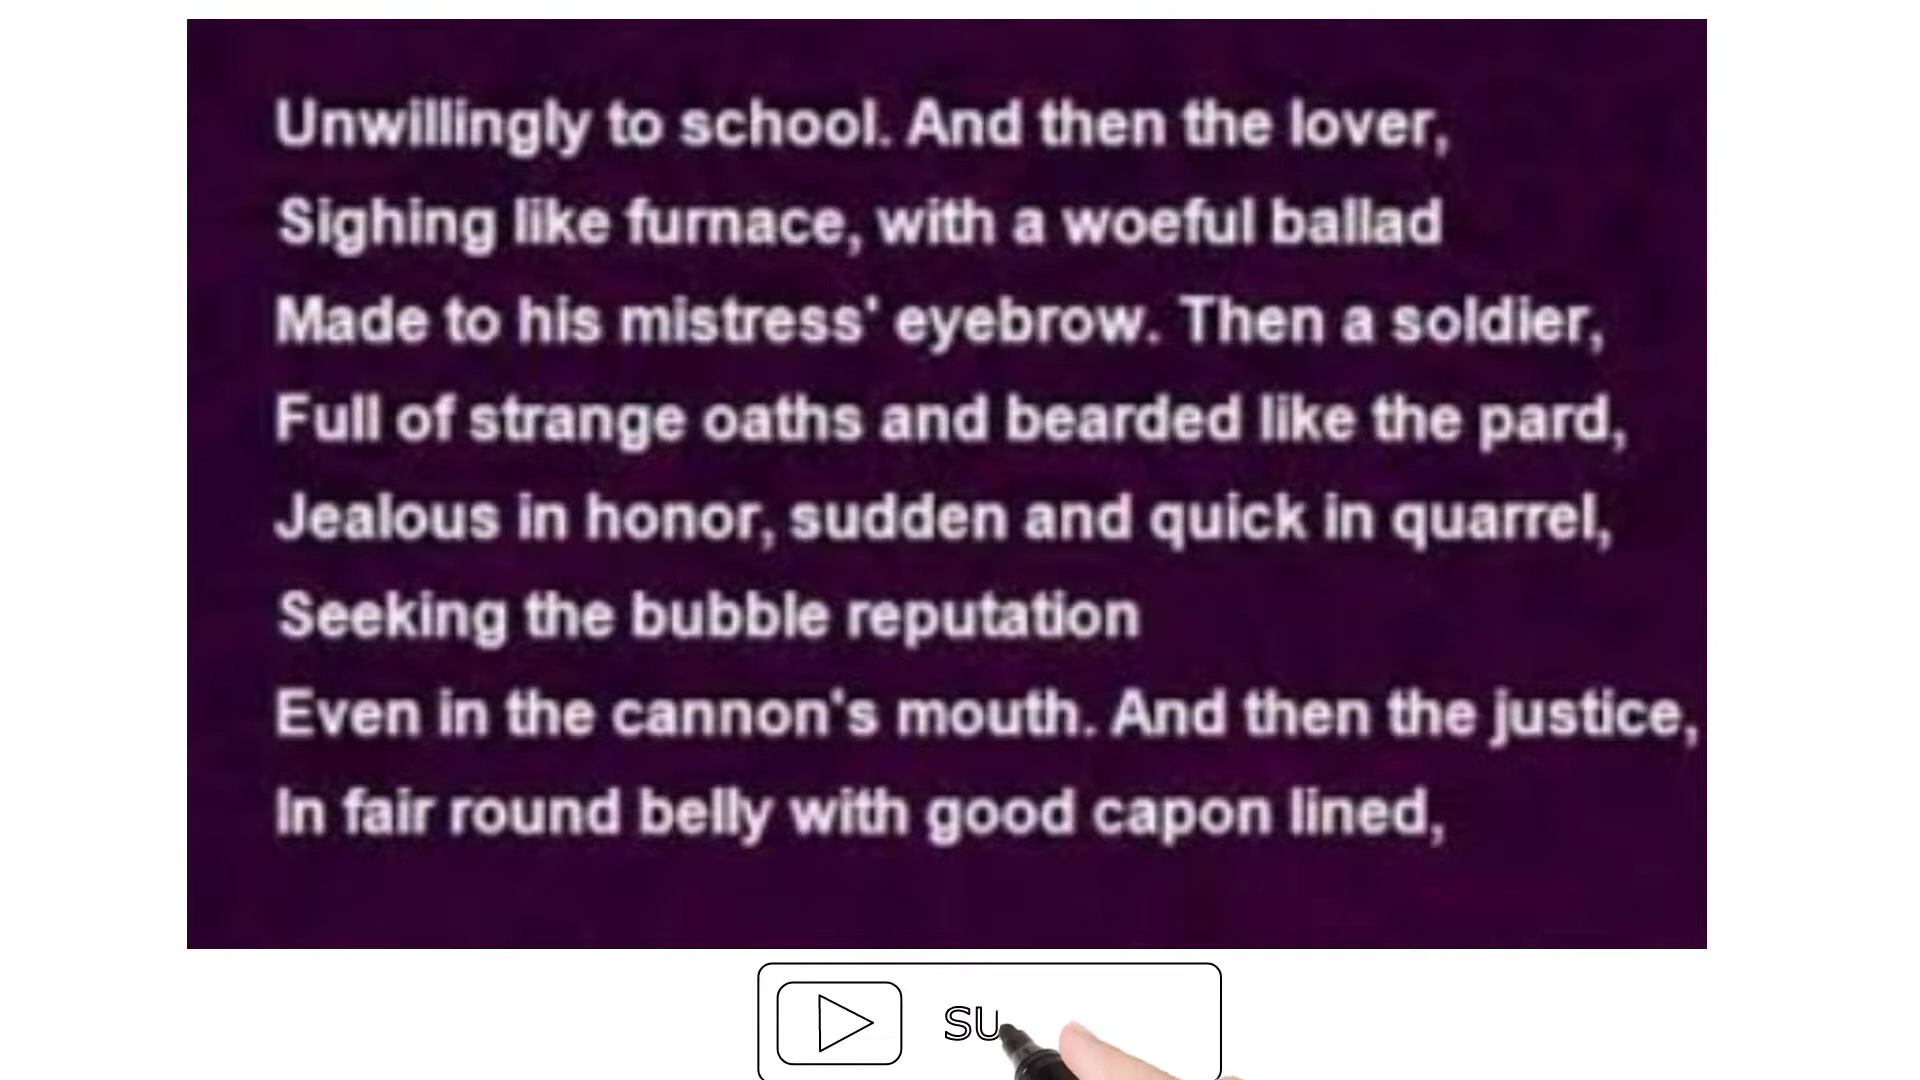 Unwillingly to school. And then the lover,
Sighing like furnace, with a woeful ballad
Made to his mistress' eyebrow. Then a soldier,
Full of strange oaths and bearded like the pard,
Jealous in honor, sudden and quick in quarrel,
Seeking the bubble reputation
Even in the cannon's mouth. And then the justice,
In fair round belly with good capon lined,
SU